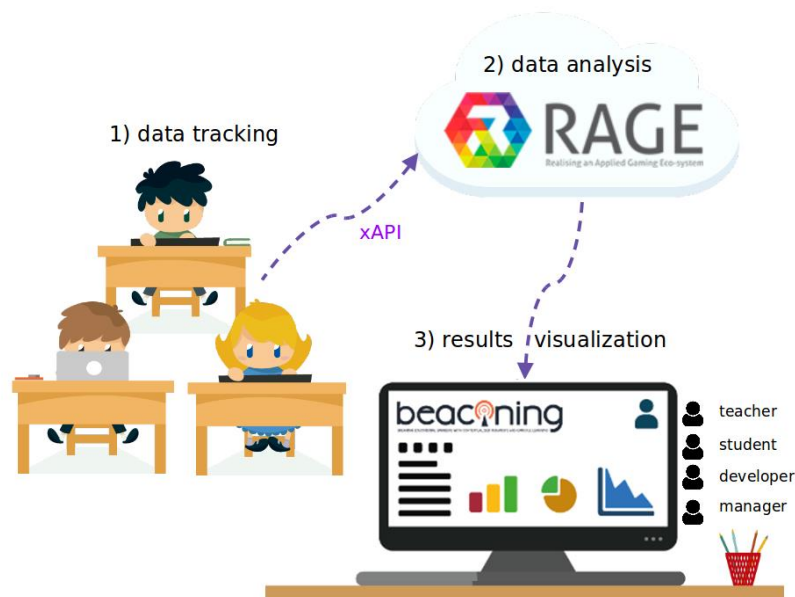 2) data analysis
RAGE
Realising an Applied Gaming Eco-system
1) data tracking
xAPI
3) results visualization
beaconing
teacher
student
developer
manager